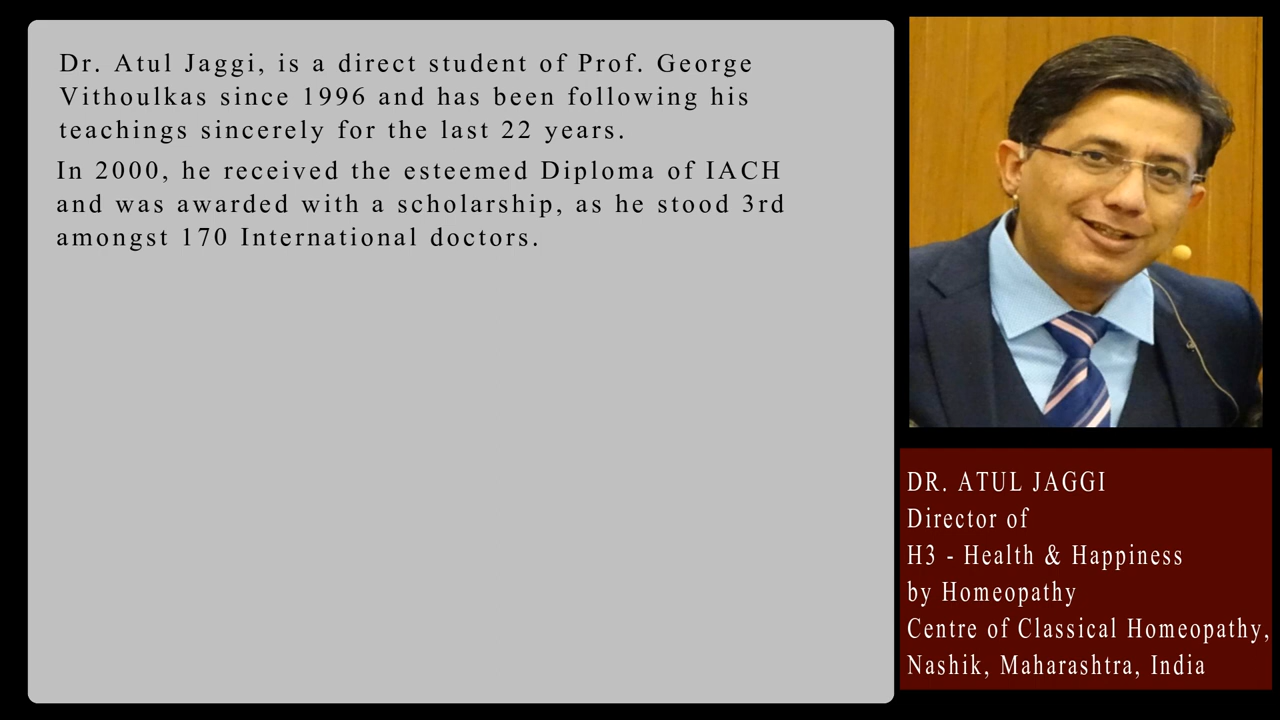 Dr. Atul Jaggi, is a direct student of Prof. George
Vithoulkas since 1996 and has been following his
teachings sincerely for the last 22 years.
In 2000, he received the esteemed Diploma of IACH
and was awarded with a scholarship, as he stood 3rd
amongst 170 International doctors.
DR. ATUL JAGGI
Director of
H3 - Health & Happiness
by Homeopathy
Centre of Classical Homeopathy,
Nashik, Maharashtra, India